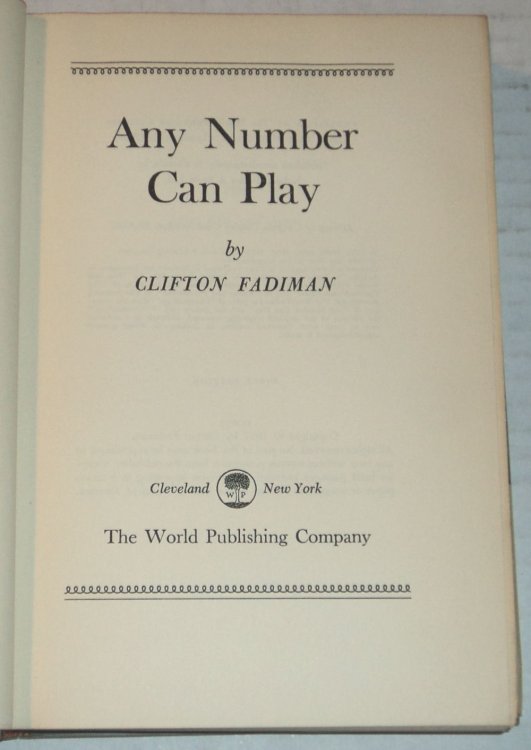 Any Number
Can Play
by
CLIFTON FADIMAN
Cleveland W P New York
The World Publishing Company